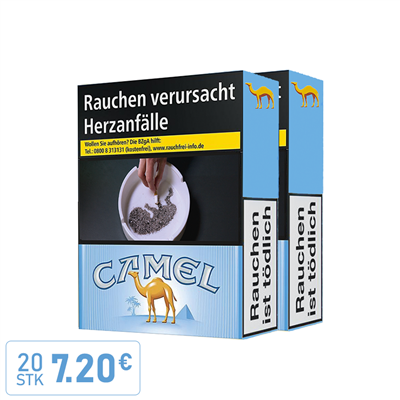 Rauchen verursacht
Herzanfälle
Wollen Sie aufhören? Die BZgA hilft:
Tel.: 0800 8 313131 (kostenfrei), www.rauchfrei-info.de
CAMEL
Rauchen
ist tödlich
Rauchen
ist tödlich
20
STK
7.20€